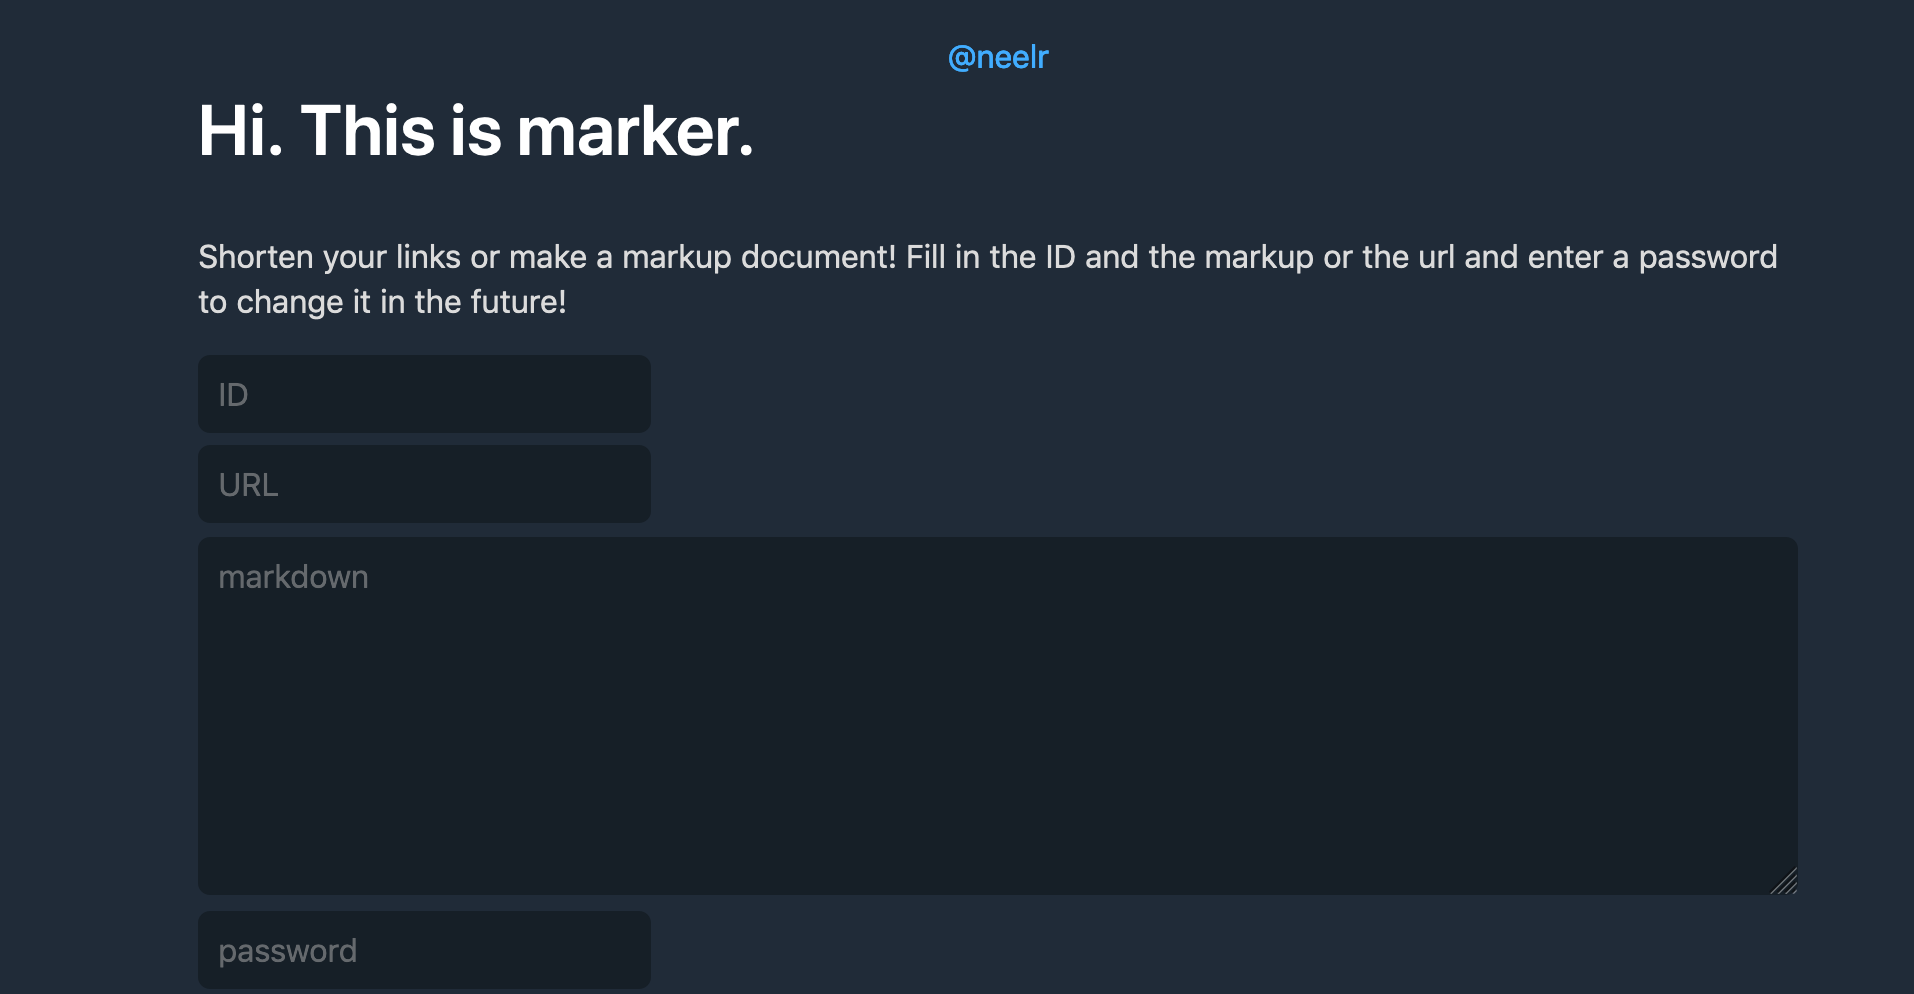 @neelr
Hi. This is marker.
Shorten your links or make a markup document! Fill in the ID and the markup or the url and enter a password
to change it in the future!
ID
URL
markdown
password